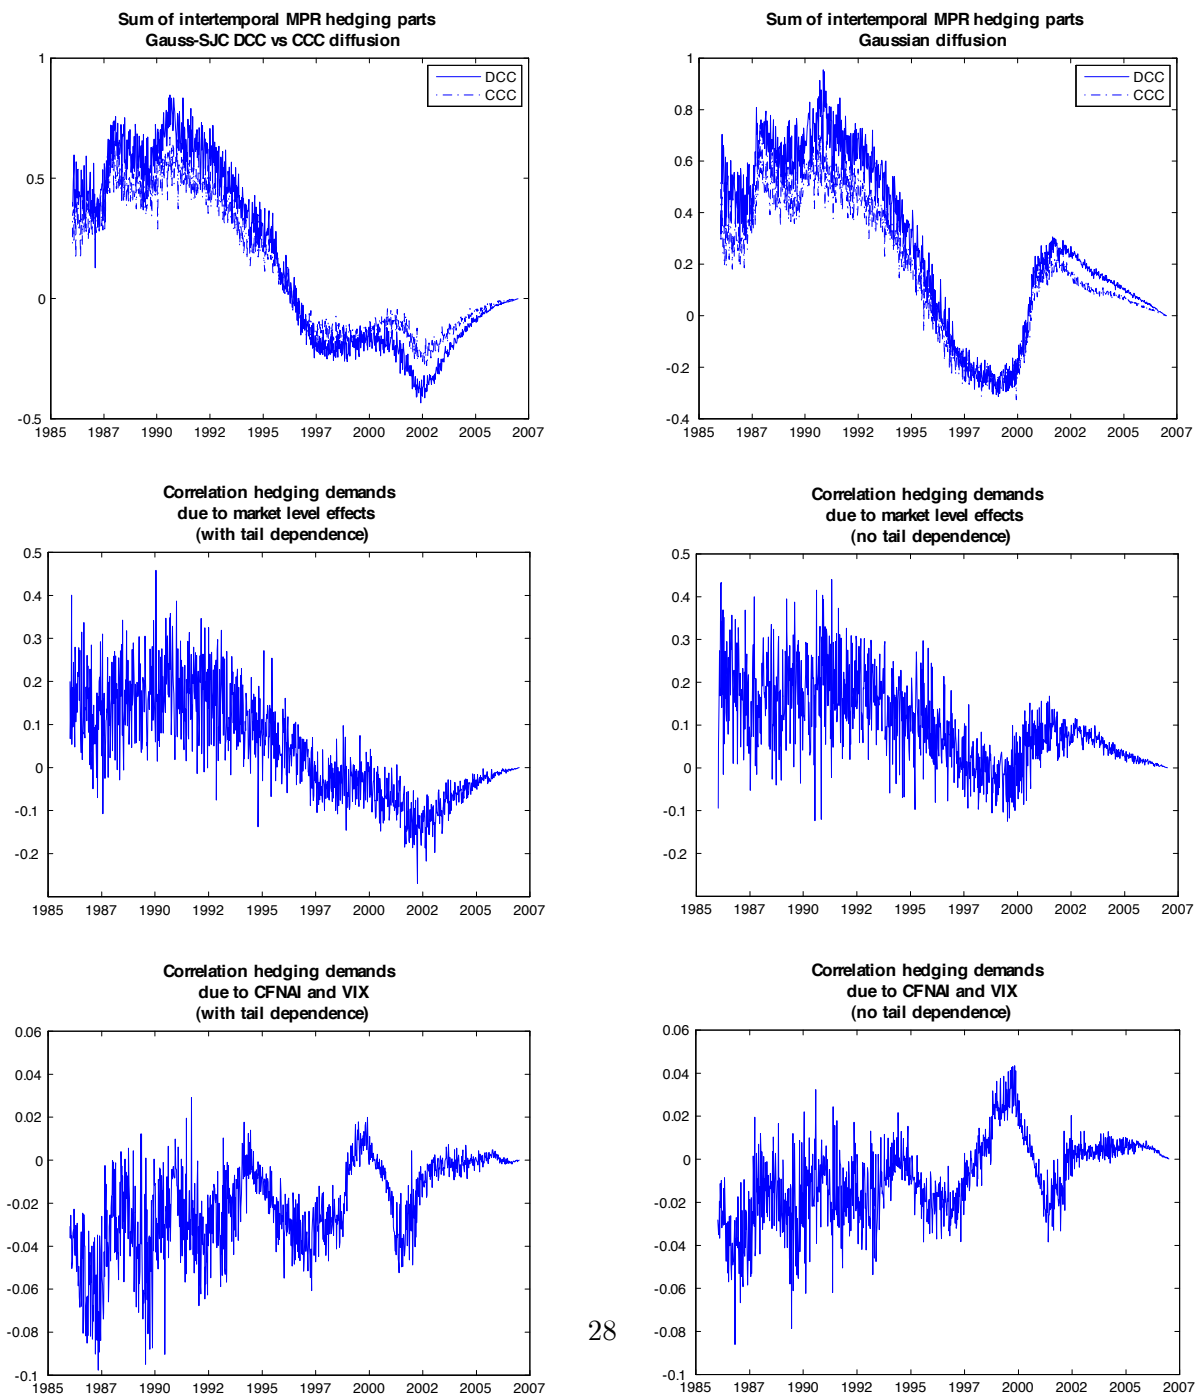 Sum of intertemporal MPR hedging parts
Gauss-SJC DCC vs CCC diffusion
1
0.5
0
-0.5
DCC
CCC
1985 1987 1990 1992 1995 1997 2000 2002 2005 2007
Sum of intertemporal MPR hedging parts
Gaussian diffusion
1
0.8
0.6
0.4
0.2
0
-0.2
-0.4
DCC
CCC
1985 1987 1990 1992 1995 1997 2000 2002 2005 2007
Correlation hedging demands
due to market level effects
(with tail dependence)
0.5
0.4
0.3
0.2
0.1
0
-0.1
-0.2
1985 1987 1990 1992 1995 1997 2000 2002 2005 2007
Correlation hedging demands
due to market level effects
(no tail dependence)
0.5
0.4
0.3
0.2
0.1
0
-0.1
-0.2
1985 1987 1990 1992 1995 1997 2000 2002 2005 2007
Correlation hedging demands
due to CFNAI and VIX
(with tail dependence)
0.06
0.04
0.02
0
-0.02
-0.04
-0.06
-0.08
-0.1
1985 1987 1990 1992 1995 1997 2000 2002 2005 2007
Correlation hedging demands
due to CFNAI and VIX
(no tail dependence)
0.06
0.04
0.02
0
-0.02
-0.04
-0.06
-0.08
-0.1
1985 1987 1990 1992 1995 1997 2000 2002 2005 2007
28